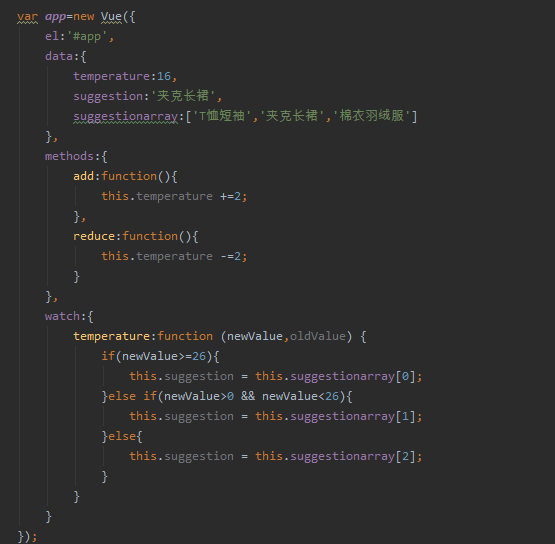 var app=new Vue({
    el:'#app',
    data:{
        temperature:16,
        suggestion:'夹克长裙',
        suggestionarray:['T恤短袖','夹克长裙','棉衣羽绒服']
    },
    methods:{
        add:function(){
            this.temperature +=2;
        },
        reduce:function(){
            this.temperature -=2;
        }
    },
    watch:{
        temperature:function (newValue,oldValue) {
            if(newValue>=26){
                this.suggestion = this.suggestionarray[0];
            }else if(newValue>0 && newValue<26){
                this.suggestion = this.suggestionarray[1];
            }else{
                this.suggestion = this.suggestionarray[2];
            }
        }
    }
});